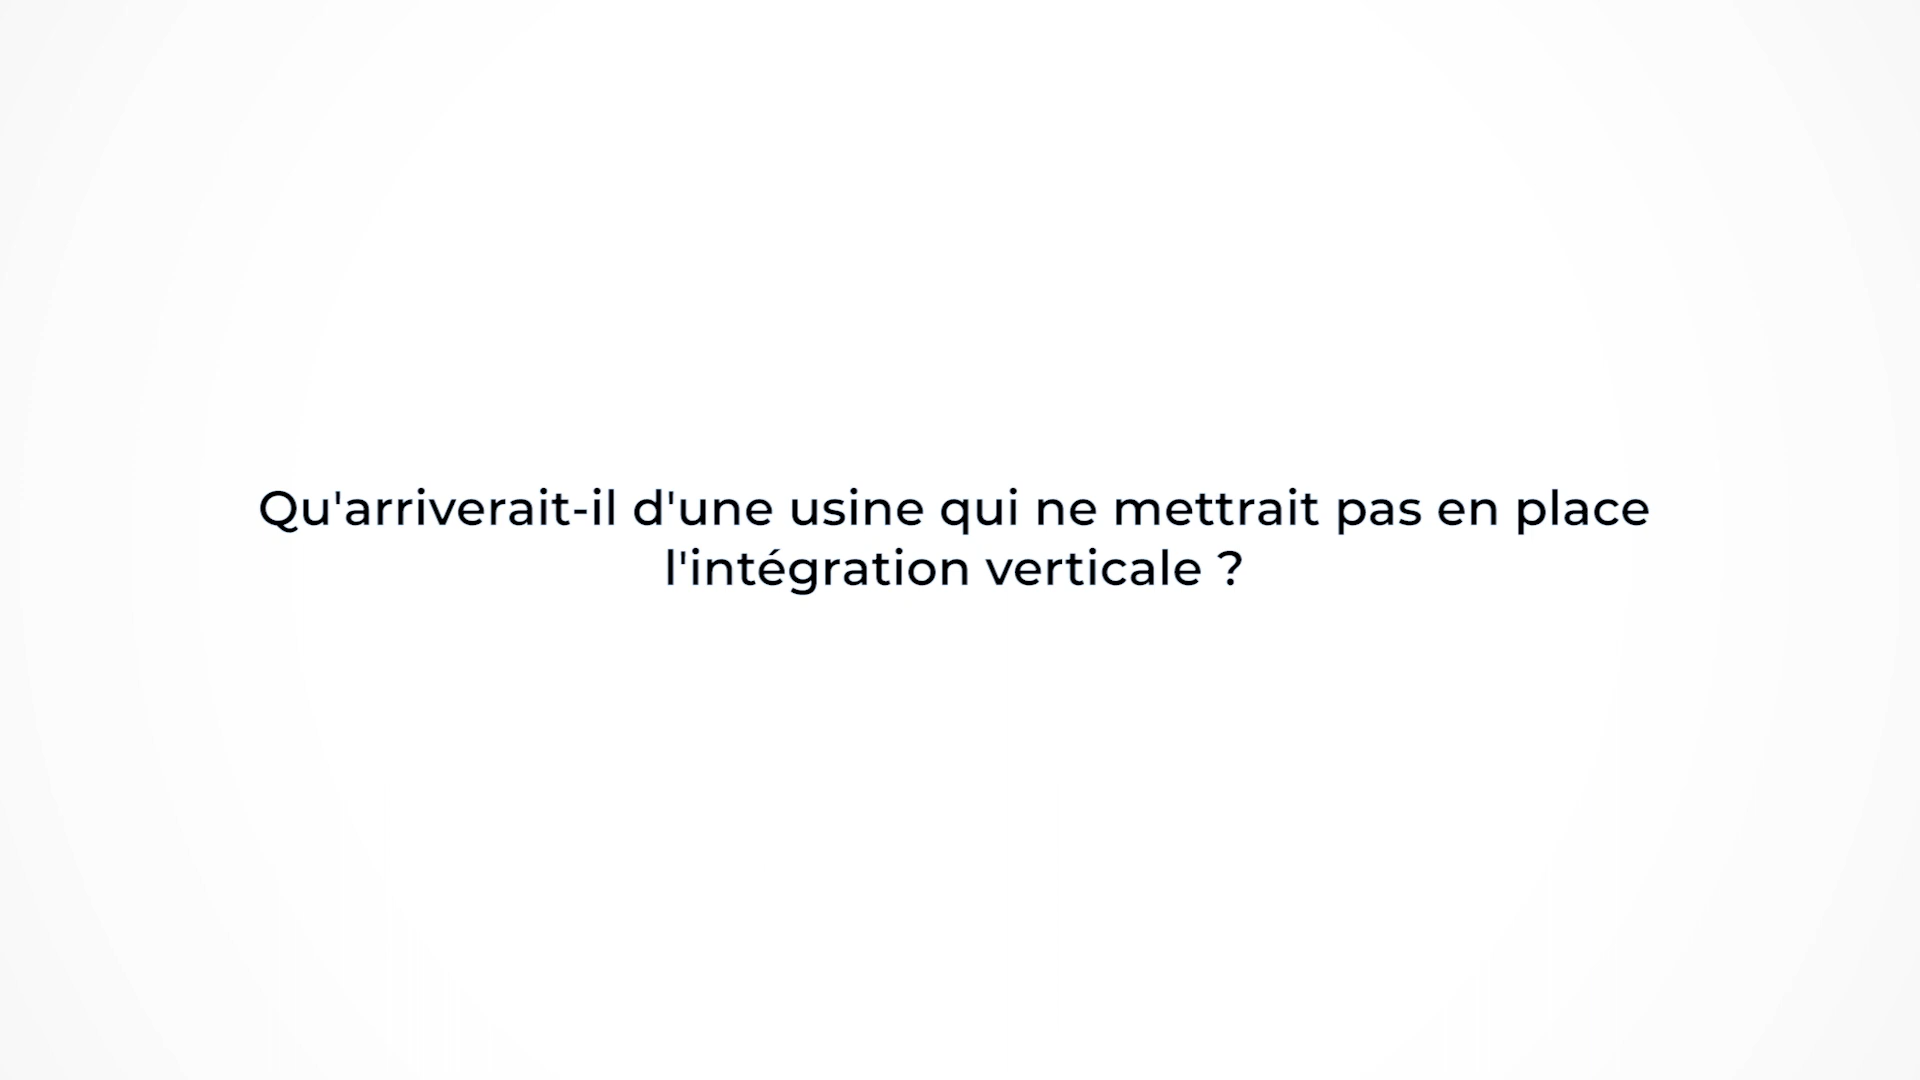 Qu'arriverait-il d'une usine qui ne mettrait pas en place
l'intégration verticale ?